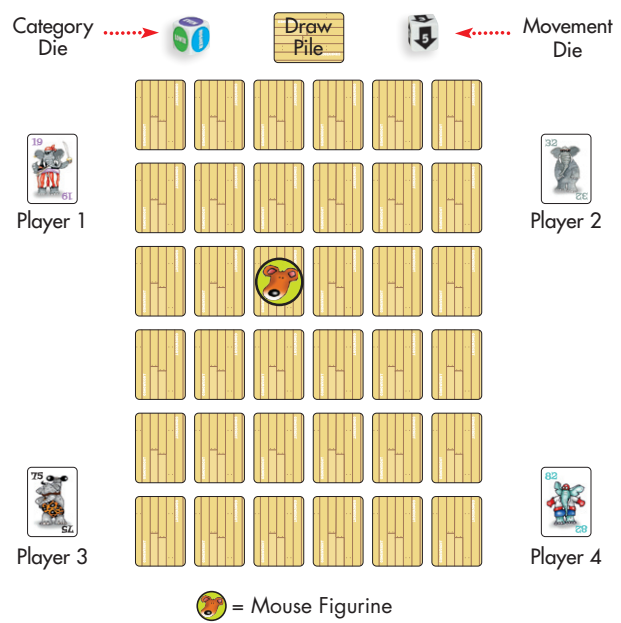 Category
Die
Draw
Pile
5
Movement
Die
19
19
Player 1
32
32
Player 2
75
75
Player 3
82
82
Player 4
= Mouse Figurine